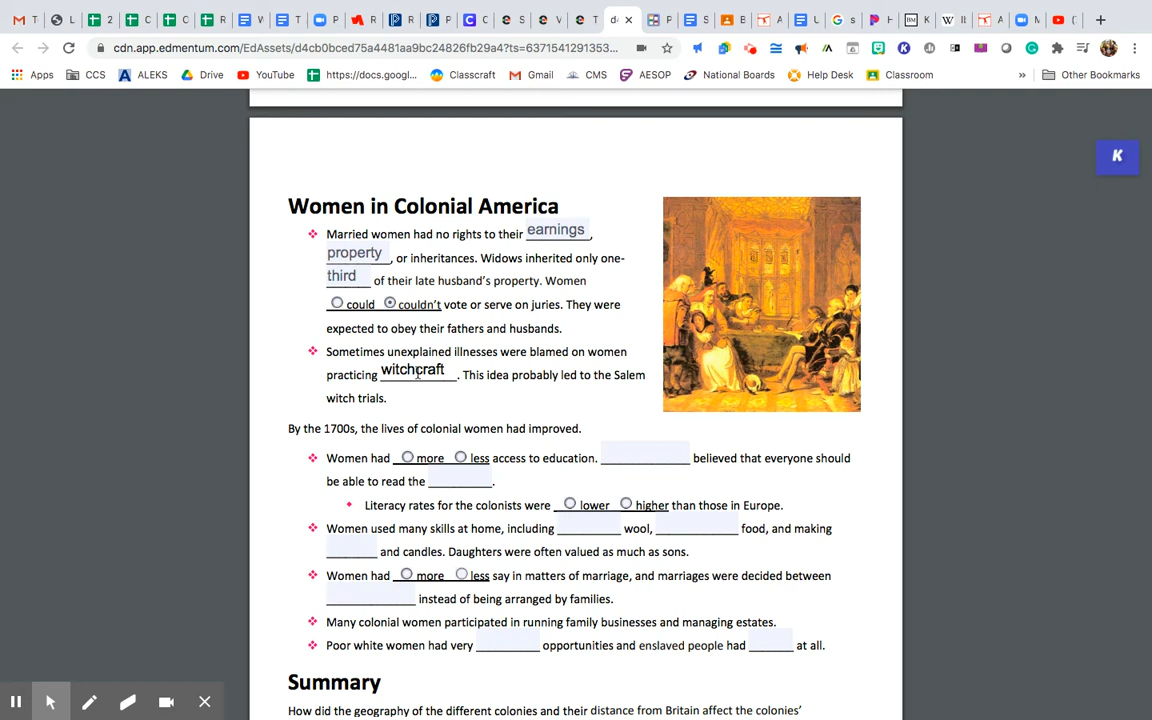 M T
L
2
C
C
R
W
T
P
R
R
P
C
S
V
T
d
P
S
B
A
U
s
H
K
W I
A
M
(
cdn.app.edmentum.com/EdAssets/d4cb0bced75a4481aa9bc24826fb29a4?ts=6371541291353...
Apps CCS ALEKS Drive YouTube https://docs.googl... Classcraft Gmail CMS AESOP National Boards Help Desk Classroom » Other Bookmarks
K
Women in Colonial America
Married women had no rights to their earnings,
property, or inheritances. Widows inherited only one-
third of their late husband's property. Women
could couldn't vote or serve on juries. They were
expected to obey their fathers and husbands.
Sometimes unexplained illnesses were blamed on women
practicing witchcraft. This idea probably led to the Salem
witch trials.
By the 1700s, the lives of colonial women had improved.
Women had more less access to education. believed that everyone should
be able to read the .
Literacy rates for the colonists were lower higher than those in Europe.
Women used many skills at home, including wool, food, and making
and candles. Daughters were often valued as much as sons.
Women had more less say in matters of marriage, and marriages were decided between
instead of being arranged by families.
Many colonial women participated in running family businesses and managing estates.
Poor white women had very opportunities and enslaved people had at all.
Summary
How did the geography of the different colonies and their distance from Britain affect the colonies'